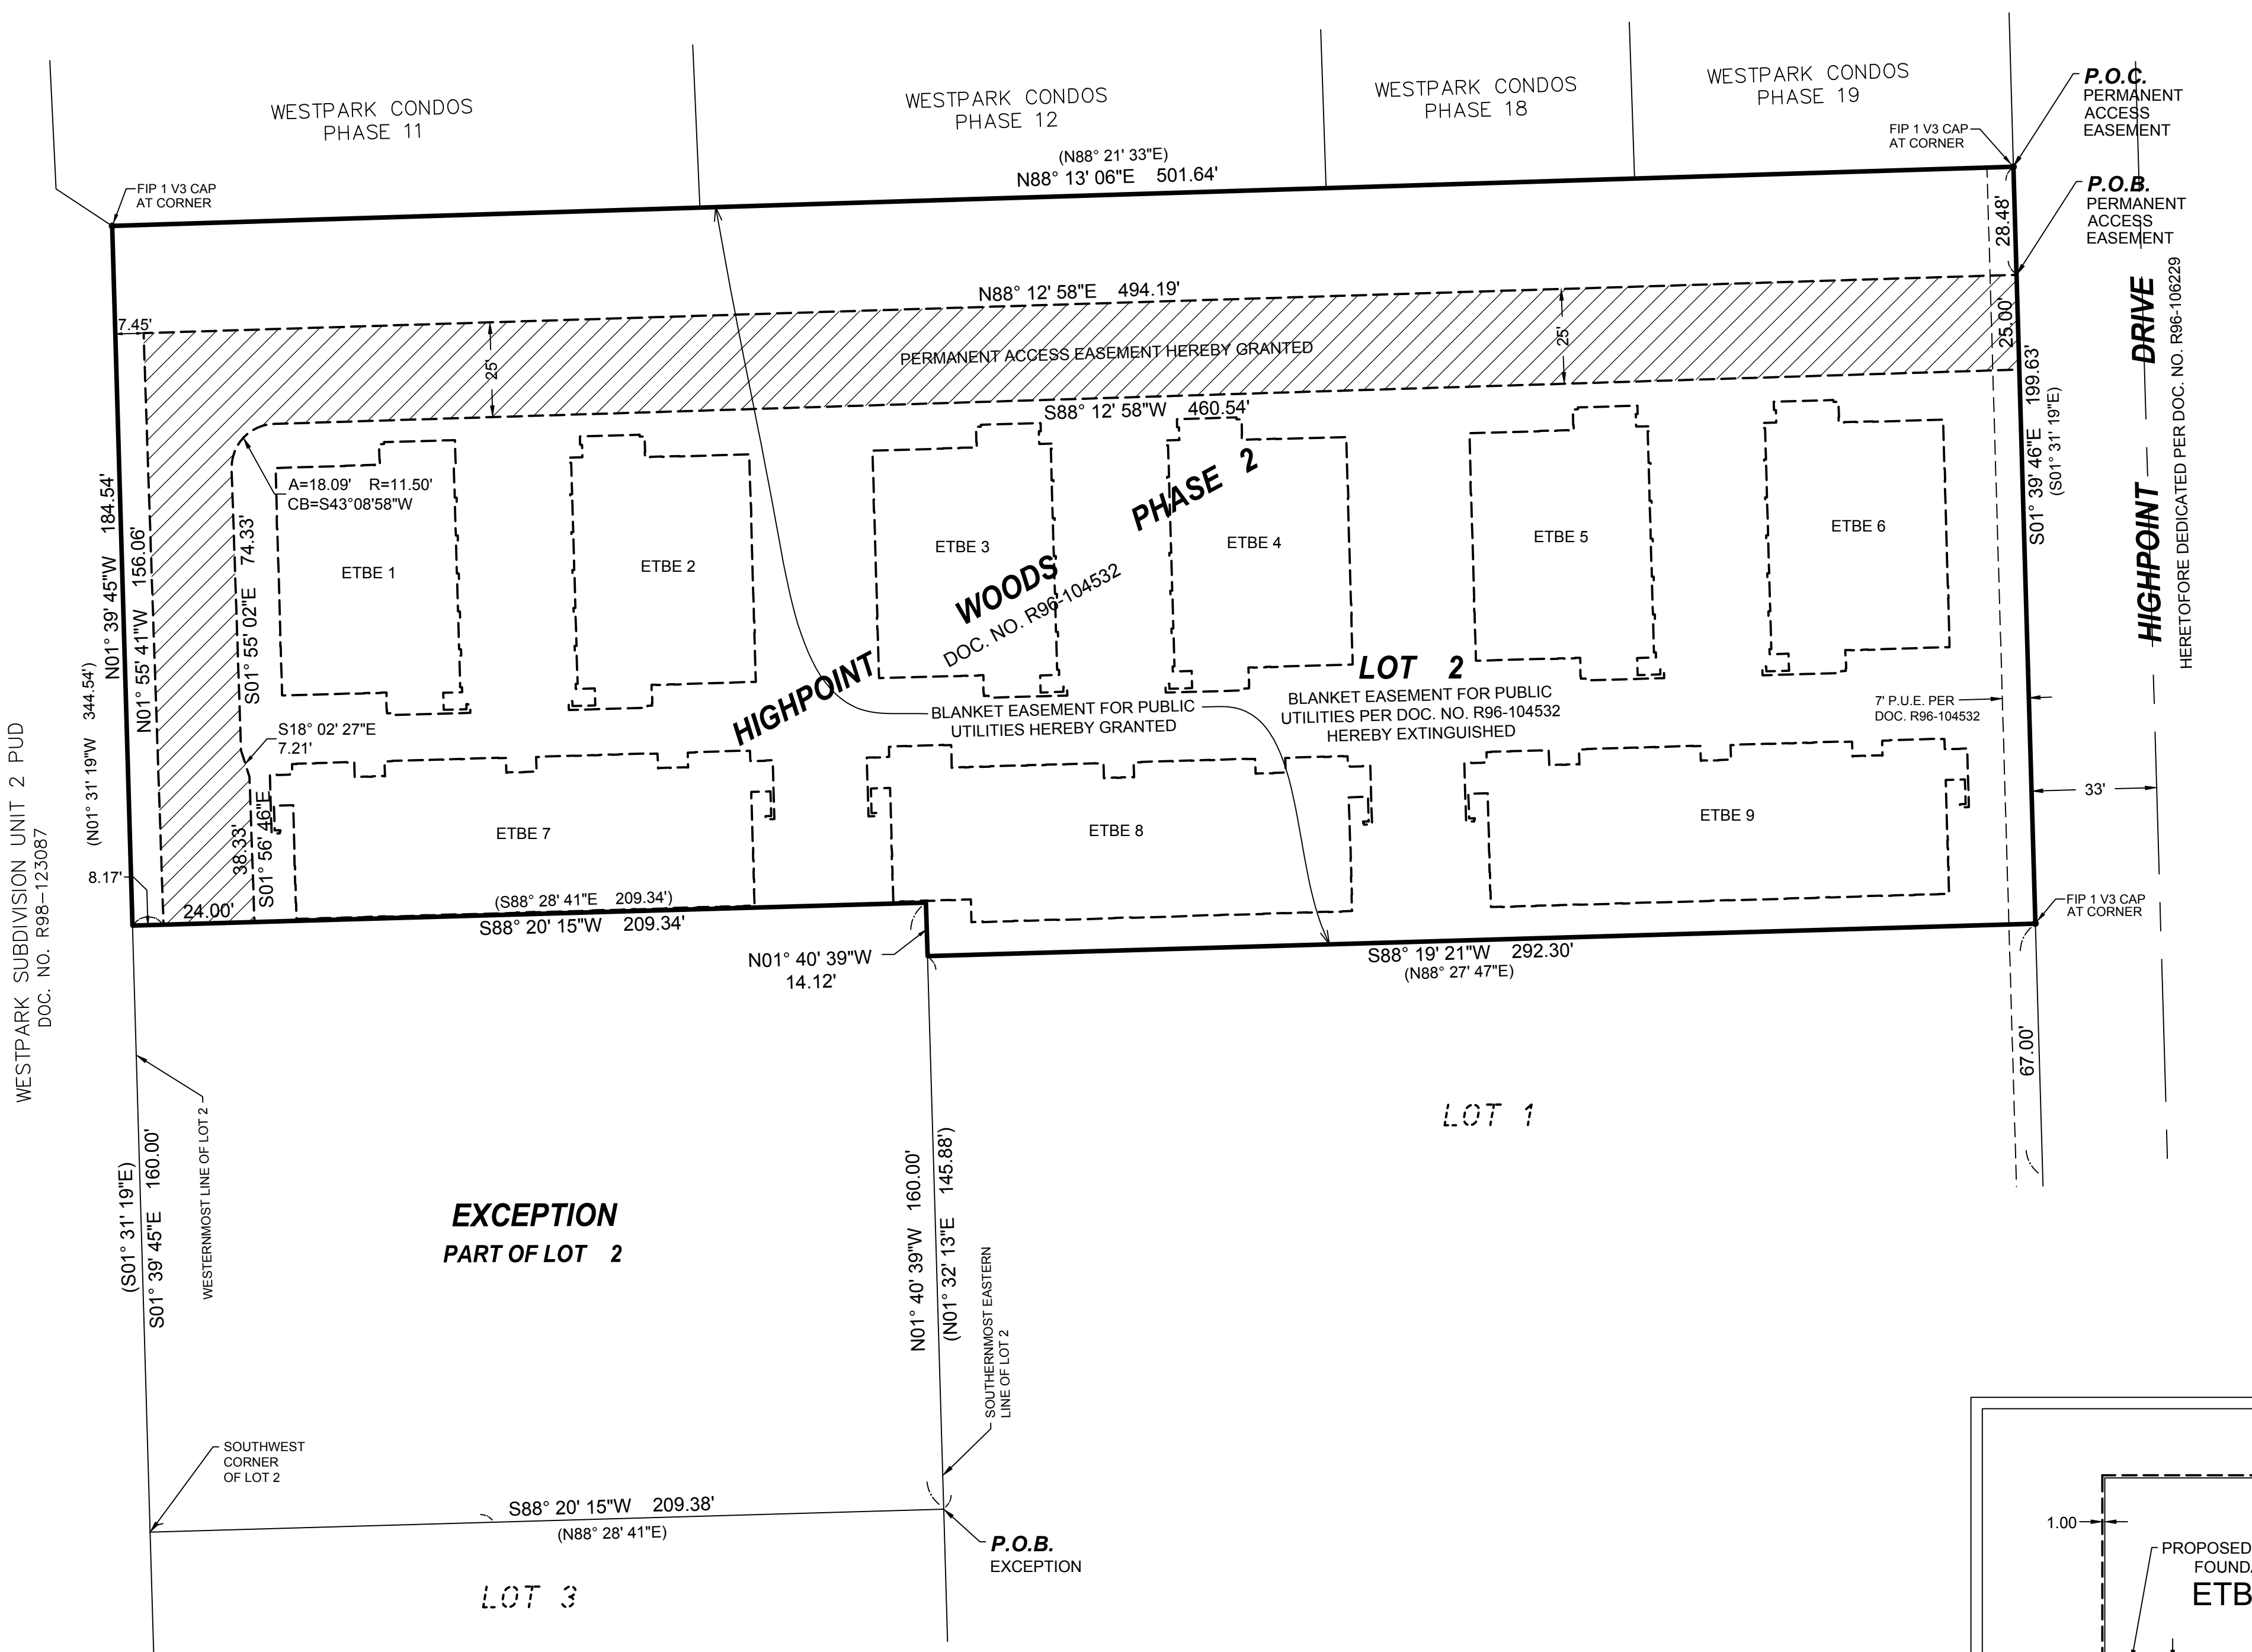 WESTPARK CONDOS
PHASE 11
WESTPARK CONDOS
PHASE 12
WESTPARK CONDOS
PHASE 18
WESTPARK CONDOS
PHASE 19
P.O.C.
PERMANENT
ACCESS
EASEMENT
FIP 1 V3 CAP
AT CORNER
FIP 1 V3 CAP
AT CORNER
(N88° 21' 33"E)
N88° 13' 06"E 501.64'
P.O.B.
PERMANENT
ACCESS
EASEMENT
28.48'
7.45'
N88° 12' 58"E 494.19'
25'
PERMANENT ACCESS EASEMENT HEREBY GRANTED
25'
25.00'
S88° 12' 58"W 460.54'
S01° 39' 46"E 199.63'
(S01° 31' 19"E)
HIGHPOINT DRIVE
HERETOFORE DEDICATED PER DOC. NO. R96-106229
A=18.09' R=11.50'
CB=S43°08'58"W
N01° 39' 45"W 184.54'
(N01° 31' 19"W 344.54')
N01° 55' 41"W 156.06'
S01° 55' 02"E 74.33'
ETBE 1
ETBE 2
ETBE 3
ETBE 4
ETBE 5
ETBE 6
HIGHPOINT WOODS PHASE 2
DOC. NO. R96-104532
LOT 2
BLANKET EASEMENT FOR PUBLIC
UTILITIES PER DOC. NO. R96-104532
HEREBY EXTINGUISHED
BLANKET EASEMENT FOR PUBLIC
UTILITIES HEREBY GRANTED
7' P.U.E. PER
DOC. R96-104532
S18° 02' 27"E
7.21'
38.33'
S01° 56' 46"E
ETBE 7
ETBE 8
ETBE 9
33'
8.17'
24.00'
(S88° 28' 41"E 209.34')
S88° 20' 15"W 209.34'
N01° 40' 39"W
14.12'
S88° 19' 21"W 292.30'
(N88° 27' 47"E)
FIP 1 V3 CAP
AT CORNER
WESTPARK SUBDIVISION UNIT 2 PUD
DOC. NO. R98-123087
67.00'
LOT 1
(S01° 31' 19"E)
S01° 39' 45"E 160.00'
WESTERNMOST LINE OF LOT 2
EXCEPTION
PART OF LOT 2
N01° 40' 39"W 160.00'
(N01° 32' 13"E 145.88')
SOUTHERNMOST EASTERN
LINE OF LOT 2
SOUTHWEST
CORNER
OF LOT 2
S88° 20' 15"W 209.38'
(N88° 28' 41"E)
P.O.B.
EXCEPTION
LOT 3
1.00
PROPOSED
FOUND
ETB